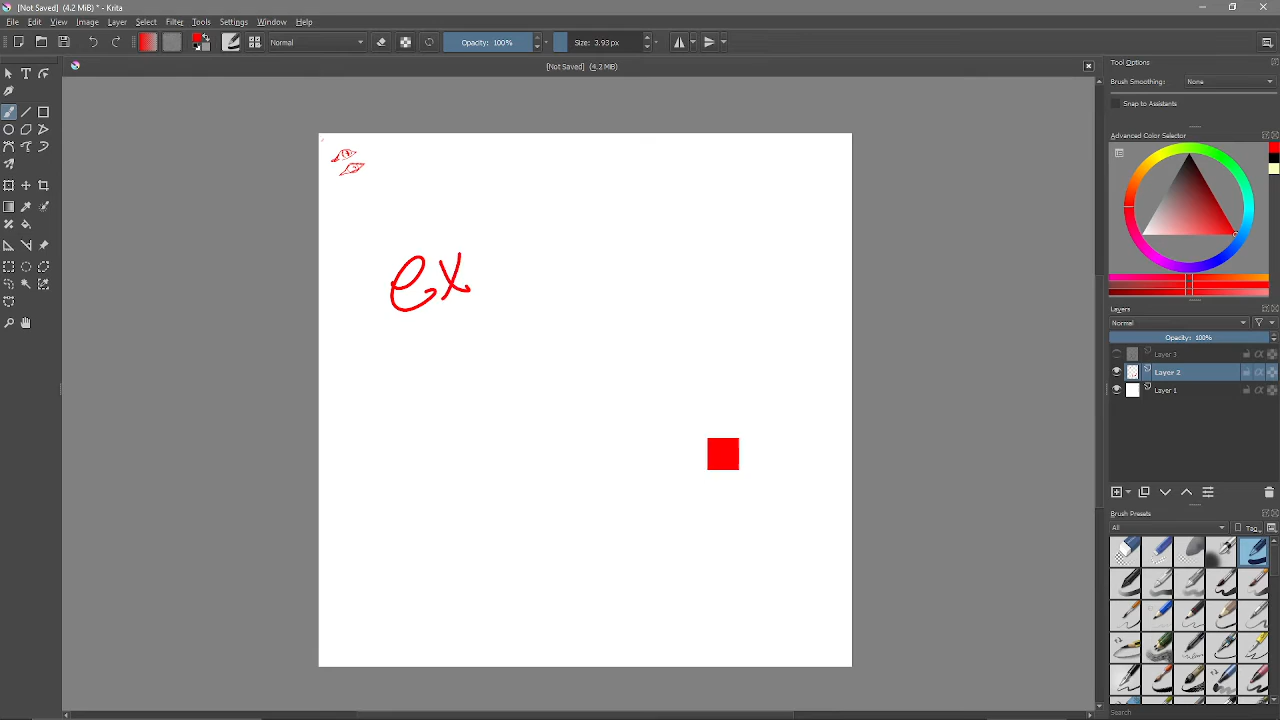 [Not Saved] (4.2 MiB) * - Krita
File Edit View Image Layer Select Filter Tools Settings Window Help
Normal Opacity: 100% Size: 3.93 px
[Not Saved] (4.2 MiB)
Tool Options
Brush Smoothing: None
Snap to Assistants
Advanced Color Selector
ex
Layers
Normal
Opacity: 100%
Layer 3
Layer 2
Layer 1
Brush Presets
All Tag
Search